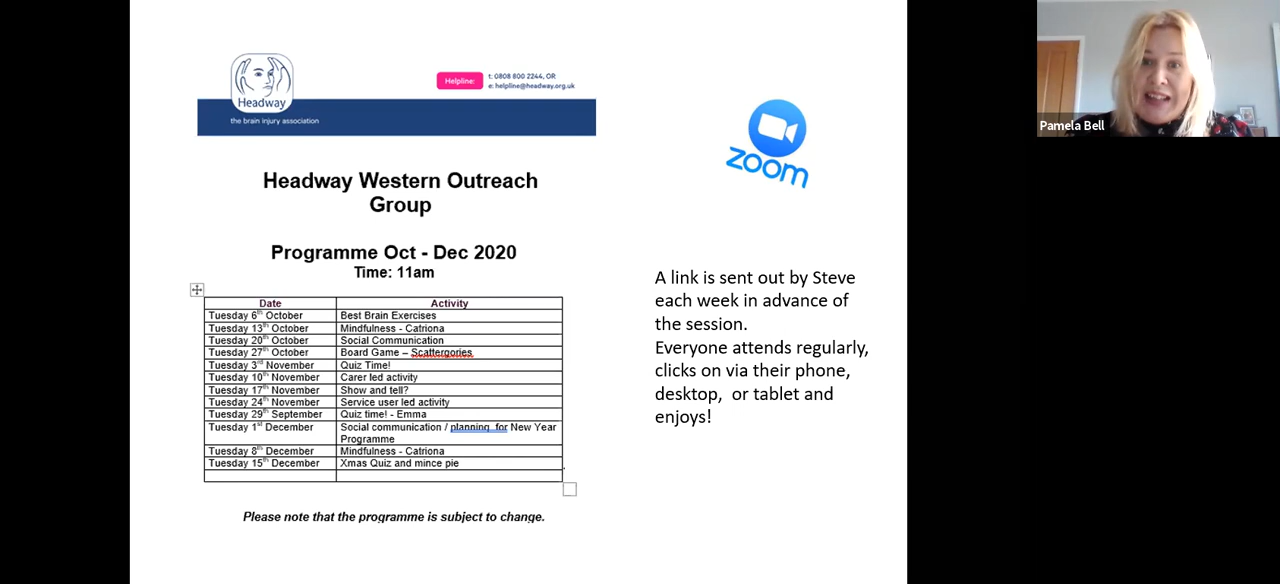 Headway
the brain injury association
Helpline:
t: 0808 800 2244, OR
e: helpline@headway.org.uk
Headway Western Outreach
Group
Programme Oct - Dec 2020
Time: 11am
Date Activity
Tuesday 6th October Best Brain Exercises
Tuesday 13th October Mindfulness - Catriona
Tuesday 20th October Social Communication
Tuesday 27th October Board Game – Scattergories
Tuesday 3rd November Quiz Time!
Tuesday 10th November Carer led activity
Tuesday 17th November Show and tell?
Tuesday 24th November Service user led activity
Tuesday 29th September Quiz time! - Emma
Tuesday 1st December Social communication / planning for New Year
Programme
Tuesday 8th December Mindfulness - Catriona
Tuesday 15th December Xmas Quiz and mince pie
Please note that the programme is subject to change.
zoom
A link is sent out by Steve
each week in advance of
the session.
Everyone attends regularly,
clicks on via their phone,
desktop, or tablet and
enjoys!
Pamela Bell